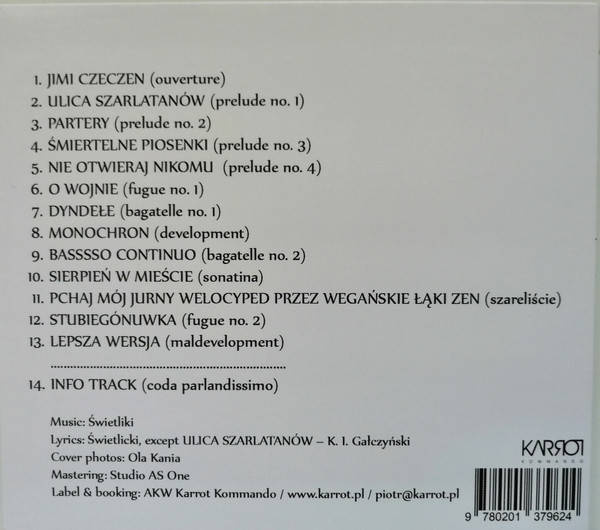 1. JIMI CZECZEN (ouverture)
2. ULICA SZARLATANÓW (prelude no. 1)
3. PARTERY (prelude no. 2)
4. ŚMIERTELNE PIOSENKI (prelude no. 3)
5. NIE OTWIERAJ NIKOMU (prelude no. 4)
6. O WOJNIE (fugue no. 1)
7. DYNDEŁE (bagatelle no. 1)
8. MONOCHRON (development)
9. BASSSSO CONTINUO (bagatelle no. 2)
10. SIERPIEŃ W MIEŚCIE (sonatina)
11. PCHAJ MÓJ JURNY WELOCYPED PRZEZ WEGAŃSKIE ŁĄKI ZEN (szareliście)
12. STUBIEGÓNUWKA (fugue no. 2)
13. LEPSZA WERSJA (maldevelopment)
14. INFO TRACK (coda parlandissimo)
Music: Świetliki
Lyrics: Świetlicki, except ULICA SZARLATANÓW – K. I. Gałczyński
Cover photos: Ola Kania
Mastering: Studio AS One
Label & booking: AKW Karrot Kommando / www.karrot.pl / piotr@karrot.pl
KARROT
KOMMANDO
9 780201 379624